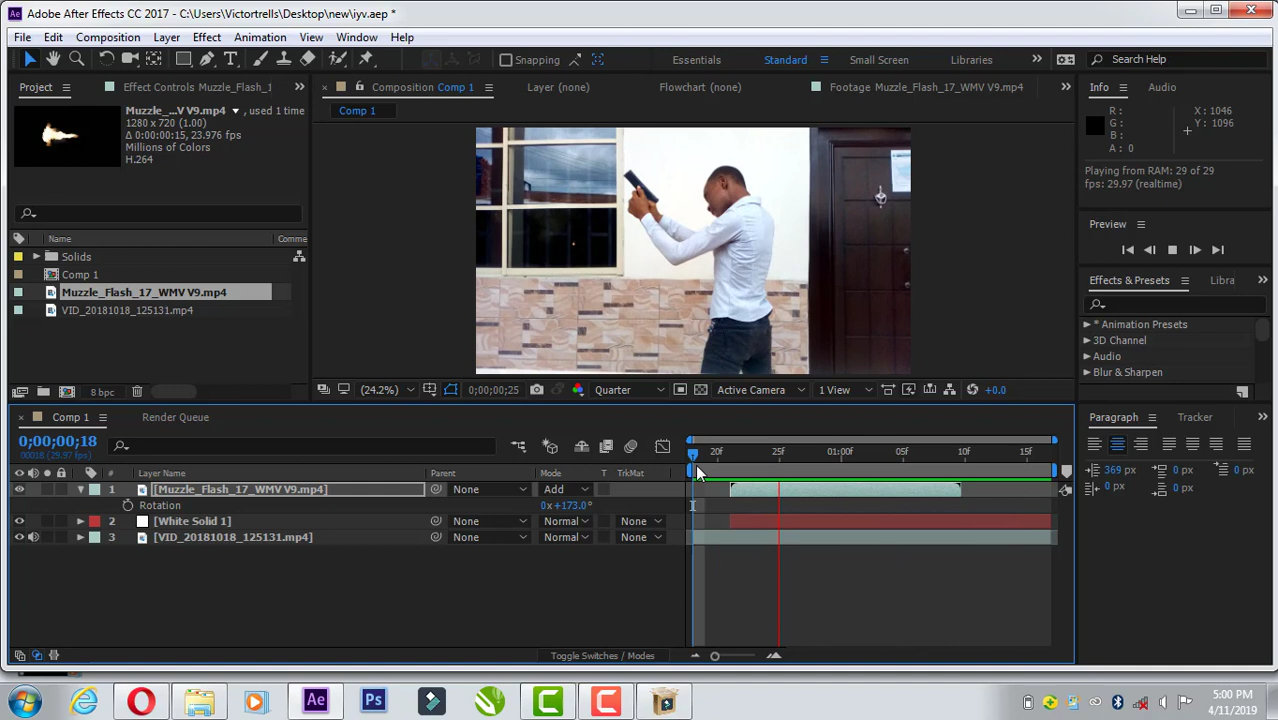 Adobe After Effects CC 2017 - C:\Users\Victortrells\Desktop\new\iyv.aep *
File Edit Composition Layer Effect Animation View Window Help
Snapping Essentials Standard Small Screen Libraries Search Help
Project Effect Controls Muzzle_Flash_1
Composition Comp 1 Layer (none) Flowchart (none) Footage Muzzle_Flash_17_WMV V9.mp4
Info Audio
Comp 1
Muzzle_...V V9.mp4 , used 1 time
1280 x 720 (1.00)
Δ 0:00:00:15, 23.976 fps
Millions of Colors
H.264
R :
G :
B :
A : 0
X : 1046
Y : 1096
Playing from RAM: 29 of 29
fps: 29.97 (realtime)
Preview
Name Comme
Solids
Comp 1
Muzzle_Flash_17_WMV V9.mp4
VID_20181018_125131.mp4
Effects & Presets Libra
* Animation Presets
3D Channel
Audio
Blur & Sharpen
8 bpc
(24.2%) 0;00;00;25 Quarter Active Camera 1 View +0.0
Comp 1 Render Queue
Paragraph Tracker
0;00;00;18
00018 (29.97 fps)
20f 25f 01:00f 05f 10f 15f
369 px 0 px 0 px
0 px 0 px
# Layer Name Parent Mode T TrkMat
1 [Muzzle_Flash_17_WMV V9.mp4] None Add
Rotation 0x+173.0°
2 [White Solid 1] None Normal None
3 [VID_20181018_125131.mp4] None Normal None
Toggle Switches / Modes
Ae Ps
5:00 PM
4/11/2019